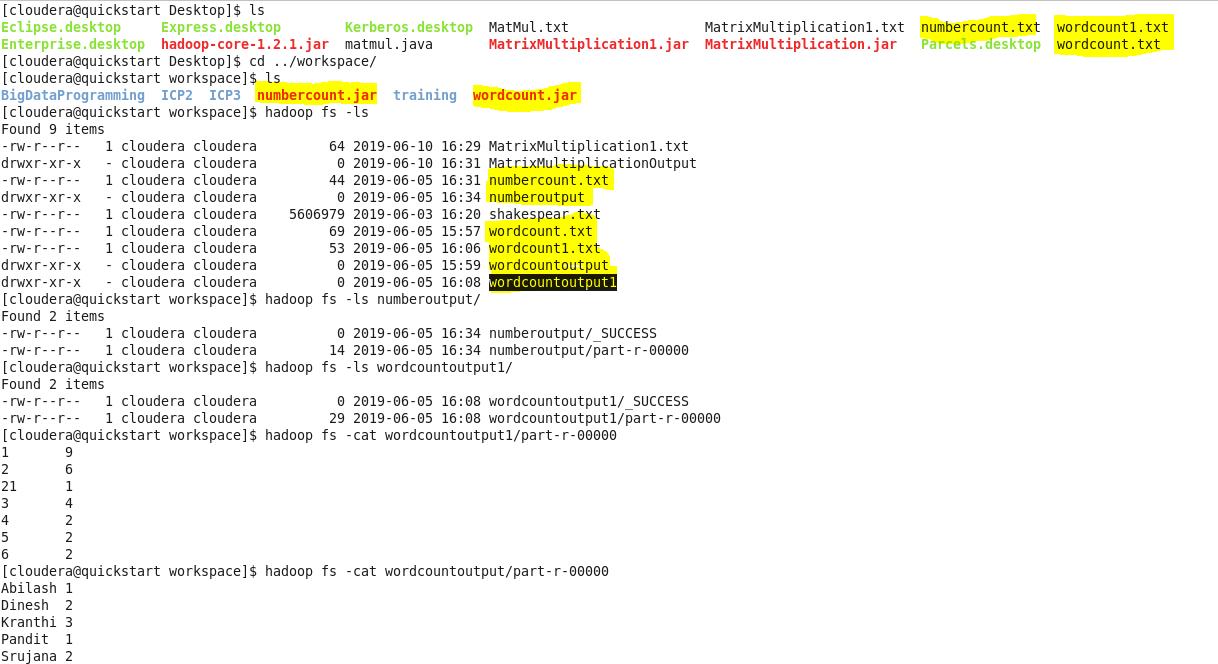 [cloudera@quickstart Desktop]$ ls
Eclipse.desktop     Express.desktop        Kerberos.desktop  MatMul.txt                 MatrixMultiplication1.txt  numbercount.txt  wordcount1.txt
Enterprise.desktop  hadoop-core-1.2.1.jar  matmul.java       MatrixMultiplication1.jar  MatrixMultiplication.jar   Parcels.desktop  wordcount.txt
[cloudera@quickstart Desktop]$ cd ../workspace/
[cloudera@quickstart workspace]$ ls
BigDataProgramming  ICP2  ICP3  numbercount.jar  training  wordcount.jar
[cloudera@quickstart workspace]$ hadoop fs -ls
Found 9 items
-rw-r--r--   1 cloudera cloudera         64 2019-06-10 16:29 MatrixMultiplication1.txt
drwxr-xr-x   - cloudera cloudera          0 2019-06-10 16:31 MatrixMultiplicationOutput
-rw-r--r--   1 cloudera cloudera         44 2019-06-05 16:31 numbercount.txt
drwxr-xr-x   - cloudera cloudera          0 2019-06-05 16:34 numberoutput
-rw-r--r--   1 cloudera cloudera    5606979 2019-06-03 16:20 shakespear.txt
-rw-r--r--   1 cloudera cloudera         69 2019-06-05 15:57 wordcount.txt
-rw-r--r--   1 cloudera cloudera         53 2019-06-05 16:06 wordcount1.txt
drwxr-xr-x   - cloudera cloudera          0 2019-06-05 15:59 wordcountoutput
drwxr-xr-x   - cloudera cloudera          0 2019-06-05 16:08 wordcountoutput1
[cloudera@quickstart workspace]$ hadoop fs -ls numberoutput/
Found 2 items
-rw-r--r--   1 cloudera cloudera          0 2019-06-05 16:34 numberoutput/_SUCCESS
-rw-r--r--   1 cloudera cloudera         14 2019-06-05 16:34 numberoutput/part-r-00000
[cloudera@quickstart workspace]$ hadoop fs -ls wordcountoutput1/
Found 2 items
-rw-r--r--   1 cloudera cloudera          0 2019-06-05 16:08 wordcountoutput1/_SUCCESS
-rw-r--r--   1 cloudera cloudera         29 2019-06-05 16:08 wordcountoutput1/part-r-00000
[cloudera@quickstart workspace]$ hadoop fs -cat wordcountoutput1/part-r-00000
1       9
2       6
21      1
3       4
4       2
5       2
6       2
[cloudera@quickstart workspace]$ hadoop fs -cat wordcountoutput/part-r-00000
Abilash 1
Dinesh  2
Kranthi 3
Pandit  1
Srujana 2